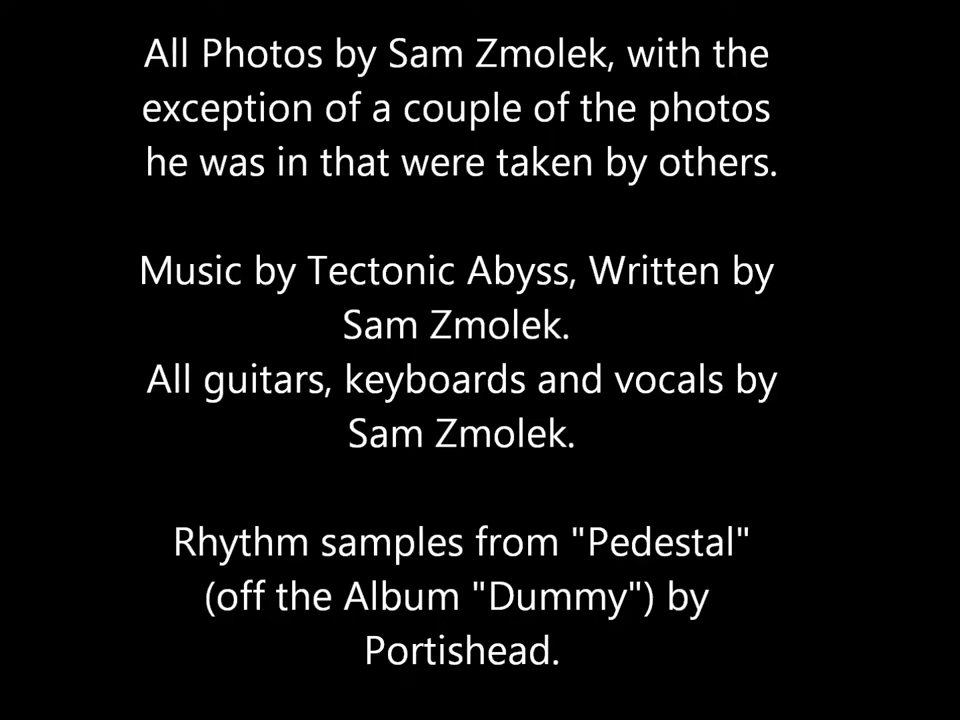 All Photos by Sam Zmolek, with the
exception of a couple of the photos
he was in that were taken by others.
Music by Tectonic Abyss, Written by
Sam Zmolek.
All guitars, keyboards and vocals by
Sam Zmolek.
Rhythm samples from "Pedestal"
(off the Album "Dummy") by
Portishead.